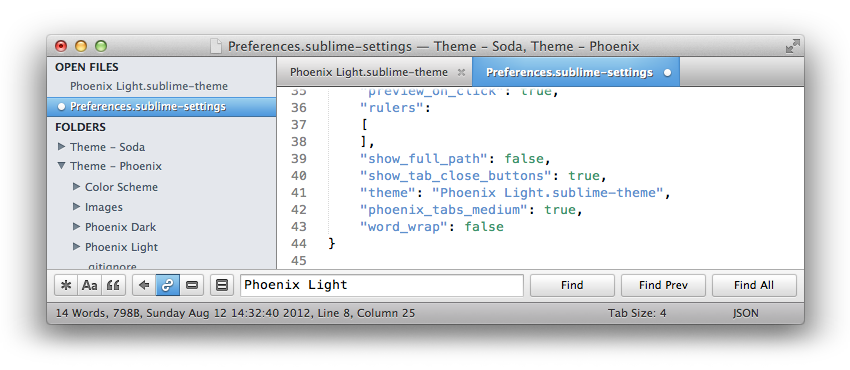 Preferences.sublime-settings — Theme - Soda, Theme - Phoenix
OPEN FILES
Phoenix Light.sublime-theme
Preferences.sublime-settings
FOLDERS
Theme - Soda
Theme - Phoenix
Color Scheme
Images
Phoenix Dark
Phoenix Light
.gitignore
Phoenix Light.sublime-theme
Preferences.sublime-settings
35 "preview_on_click": true,
36 "rulers":
37 [
38 ],
39 "show_full_path": false,
40 "show_tab_close_buttons": true,
41 "theme": "Phoenix Light.sublime-theme",
42 "phoenix_tabs_medium": true,
43 "word_wrap": false
44 }
45
Aa Phoenix Light Find Find Prev Find All
14 Words, 798B, Sunday Aug 12 14:32:40 2012, Line 8, Column 25 Tab Size: 4 JSON